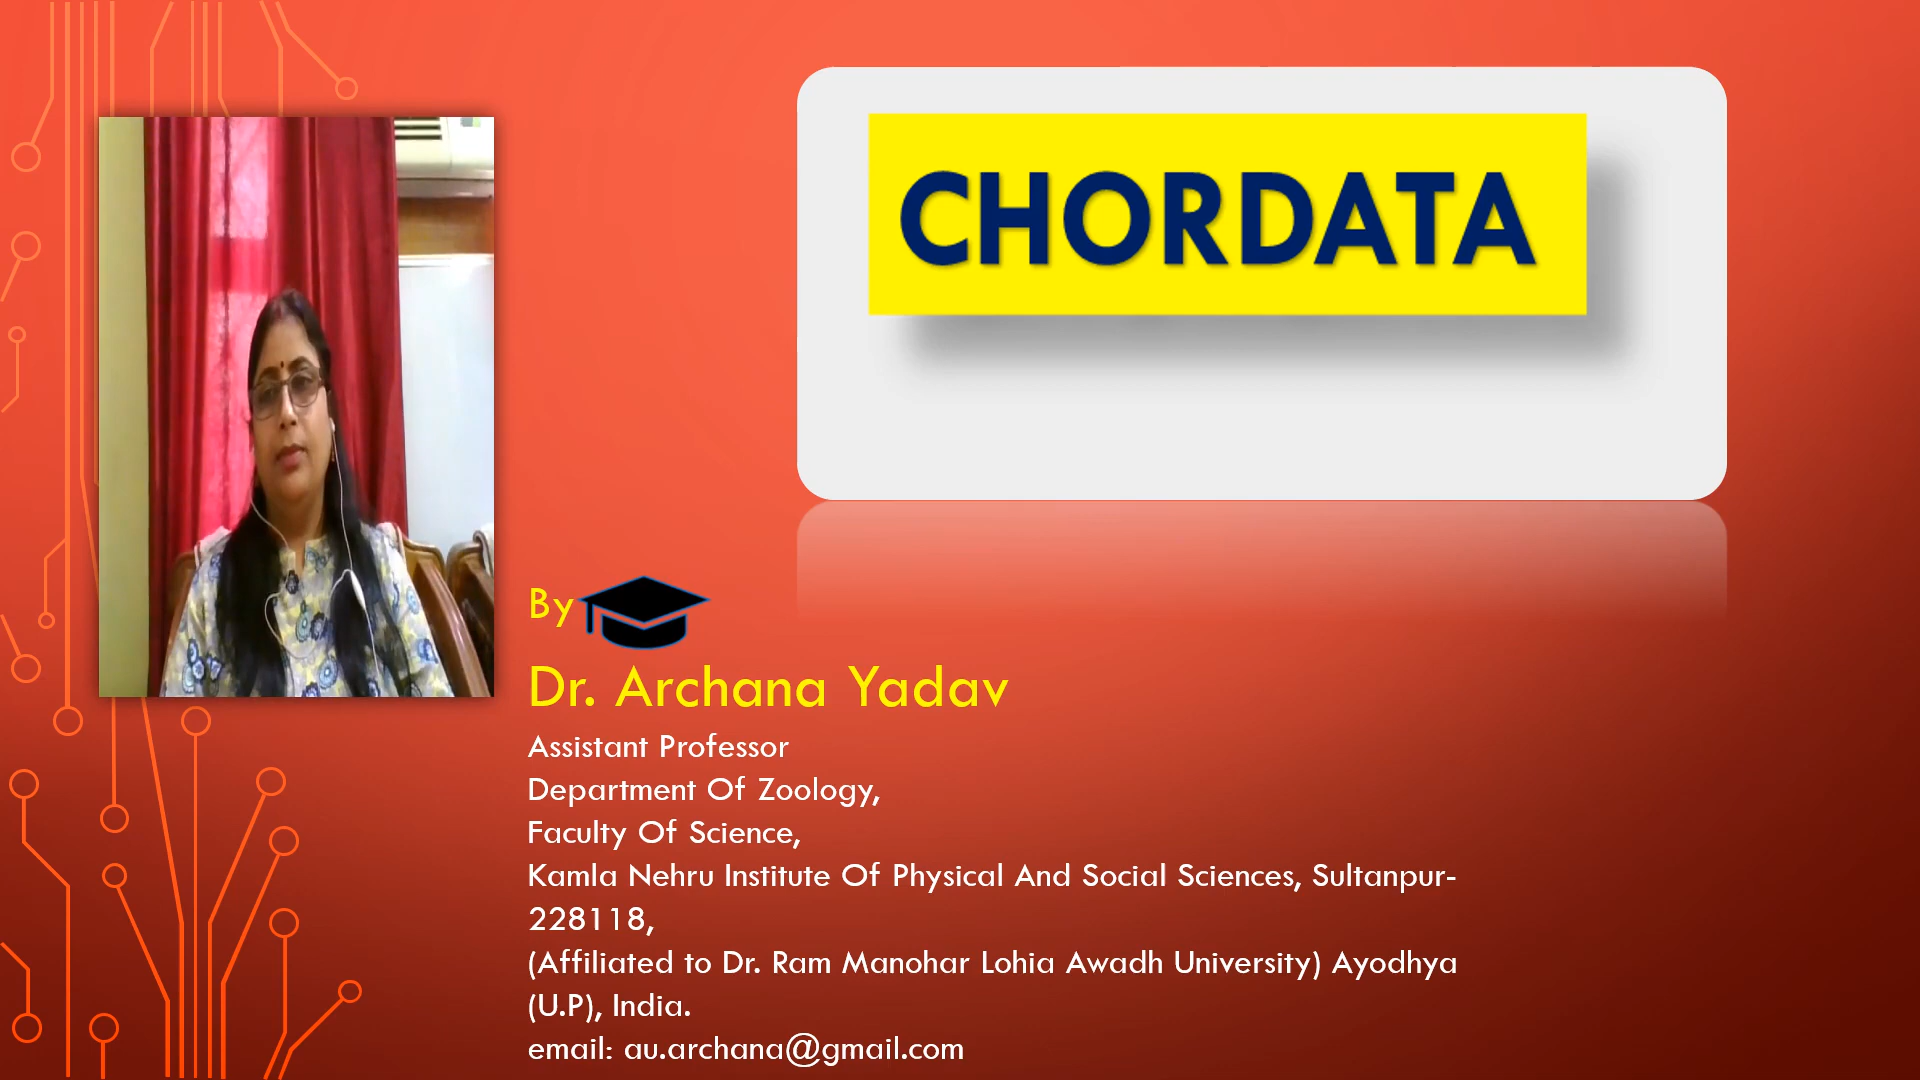 CHORDATA
By
Dr. Archana Yadav
Assistant Professor
Department Of Zoology,
Faculty Of Science,
Kamla Nehru Institute Of Physical And Social Sciences, Sultanpur-
228118,
(Affiliated to Dr. Ram Manohar Lohia Awadh University) Ayodhya
(U.P), India.
email: au.archana@gmail.com